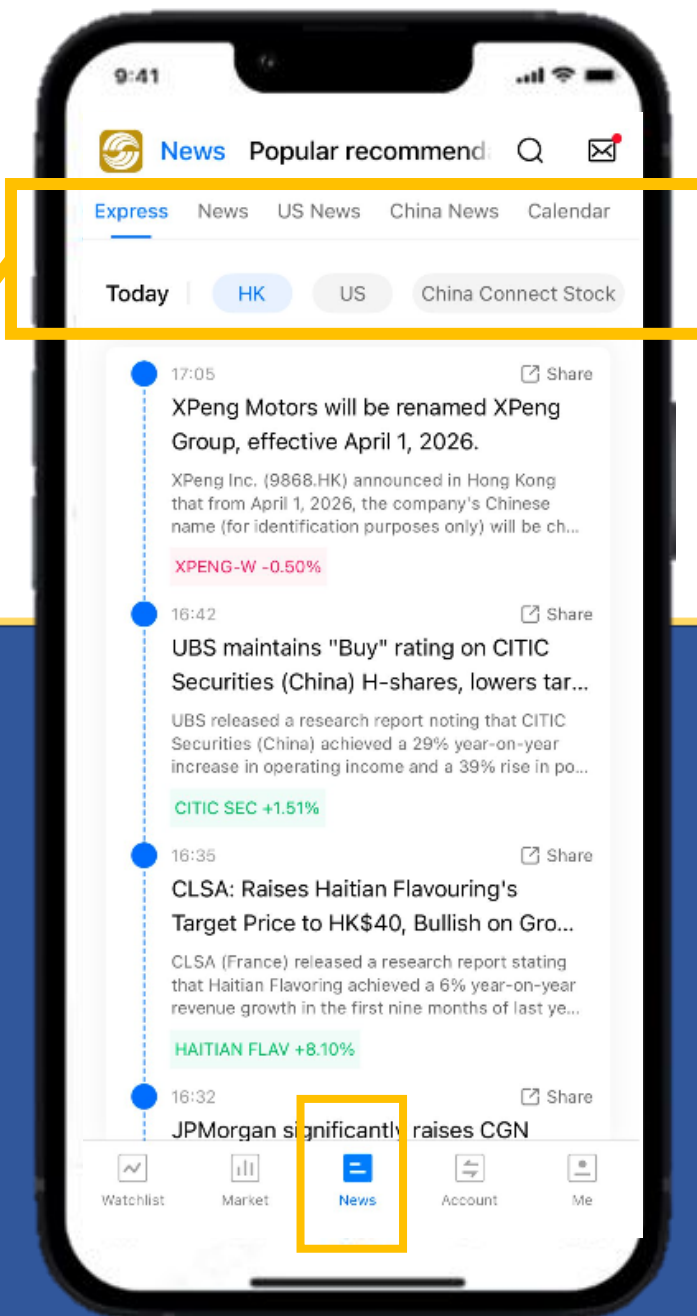 9:41
News Popular recommend
Express News US News China News Calendar
Today HK US China Connect Stock
17:05 Share
XPeng Motors will be renamed XPeng
Group, effective April 1, 2026.
XPeng Inc. (9868.HK) announced in Hong Kong
that from April 1, 2026, the company's Chinese
name (for identification purposes only) will be ch...
XPENG-W -0.50%
16:42 Share
UBS maintains "Buy" rating on CITIC
Securities (China) H-shares, lowers tar...
UBS released a research report noting that CITIC
Securities (China) achieved a 29% year-on-year
increase in operating income and a 39% rise in po...
CITIC SEC +1.51%
16:35 Share
CLSA: Raises Haitian Flavouring's
Target Price to HK$40, Bullish on Gro...
CLSA (France) released a research report stating
that Haitian Flavoring achieved a 6% year-on-year
revenue growth in the first nine months of last ye...
HAITIAN FLAV +8.10%
16:32 Share
JPMorgan significantly raises CGN
Watchlist Market News Account Me